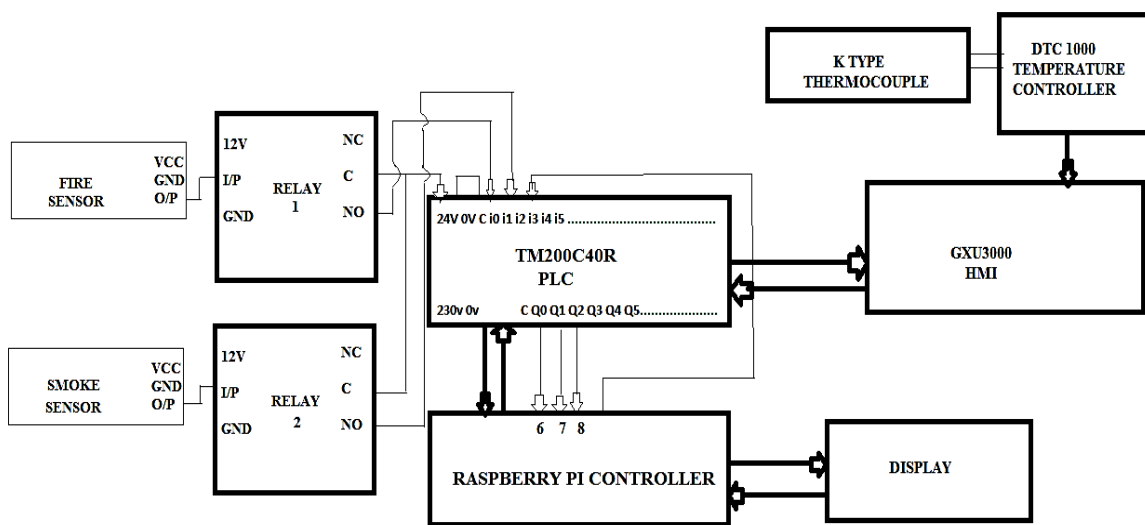 K TYPE
THERMOCOUPLE
DTC 1000
TEMPERATURE
CONTROLLER
FIRE
SENSOR
VCC
GND
O/P
12V
I/P
GND
RELAY
1
NC
C
NO
24V 0V C i0 i1 i2 i3 i4 i5 ........................................
TM200C40R
PLC
230v 0v C Q0 Q1 Q2 Q3 Q4 Q5.....................
GXU3000
HMI
SMOKE
SENSOR
VCC
GND
O/P
12V
I/P
GND
RELAY
2
NC
C
NO
6 7 8
RASPBERRY PI CONTROLLER
DISPLAY